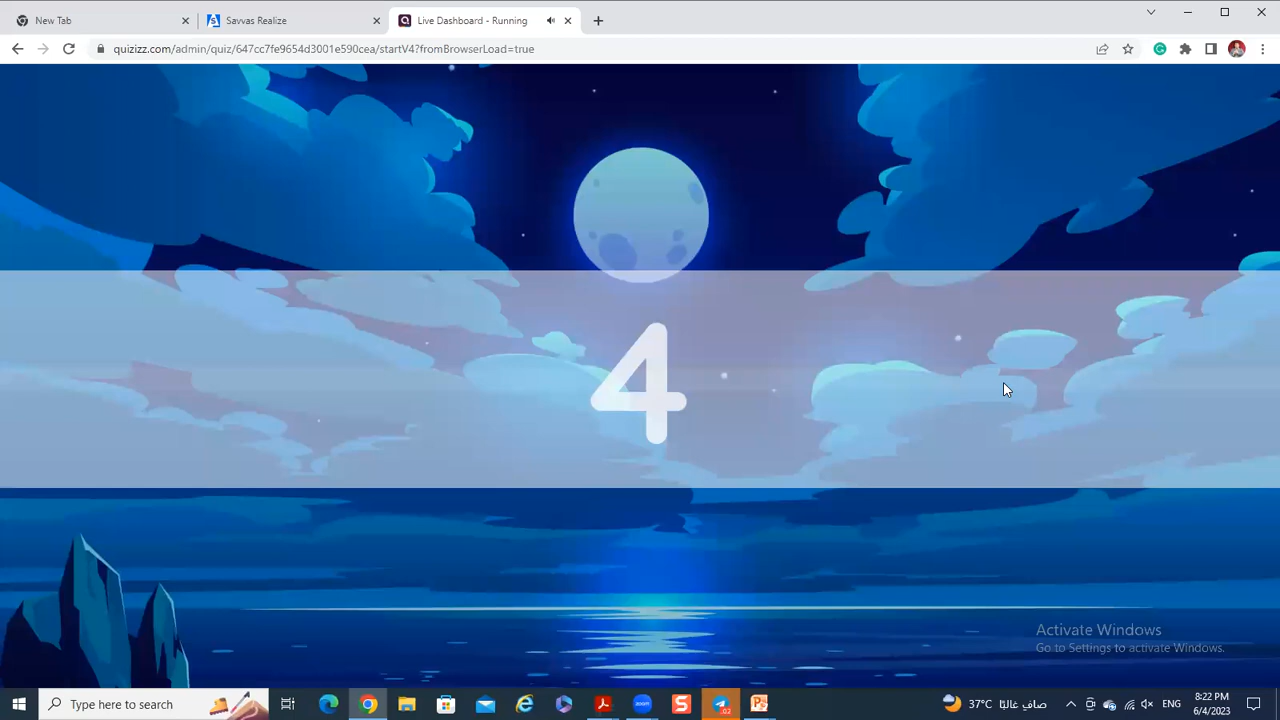 New Tab
Savvas Realize
Live Dashboard - Running
quizizz.com/admin/quiz/647cc7fe9654d3001e590cea/startV4?fromBrowserLoad=true
4
Activate Windows
Go to Settings to activate Windows.
Type here to search
zoom
37°C صافٍ غالبًا
ENG
8:22 PM
6/4/2023